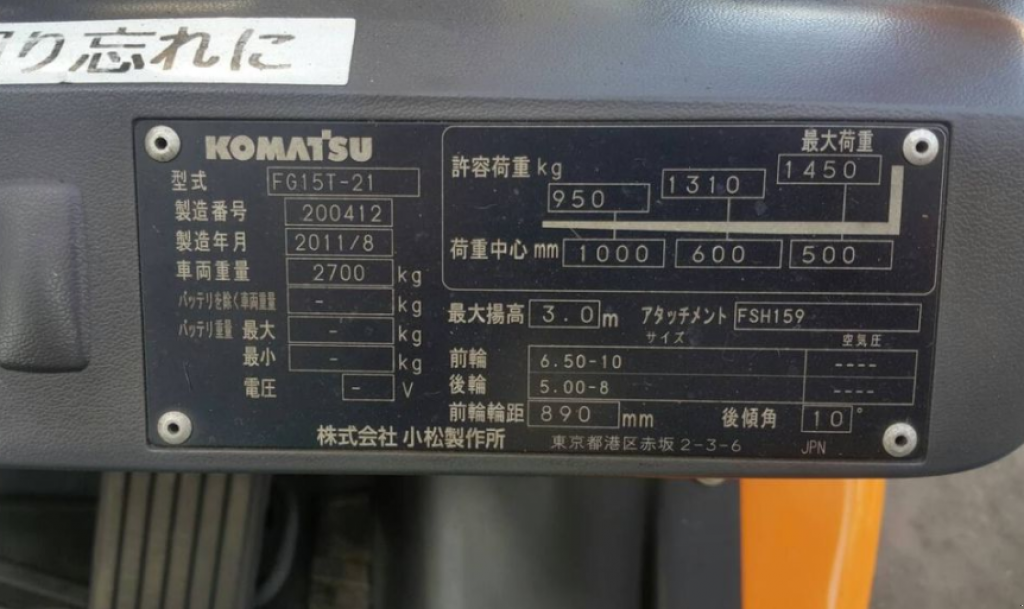 り忘れに
KOMATSU
型式 FG15T-21
製造番号 200412
製造年月 2011/8
車両重量 2700 kg
バッテリを除く車両重量 - kg
バッテリ重量 最大 - kg
最小 - kg
電圧 - V
最大荷重
許容荷重 kg 950 1310 1450
荷重中心 mm 1000 600 500
最大揚高 3.0 m アタッチメント FSH159
サイズ 空気圧
前輪 6.50-10 ----
後輪 5.00-8 ----
前輪輪距 890 mm 後傾角 10°
株式会社 小松製作所 東京都港区赤坂2-3-6 JPN